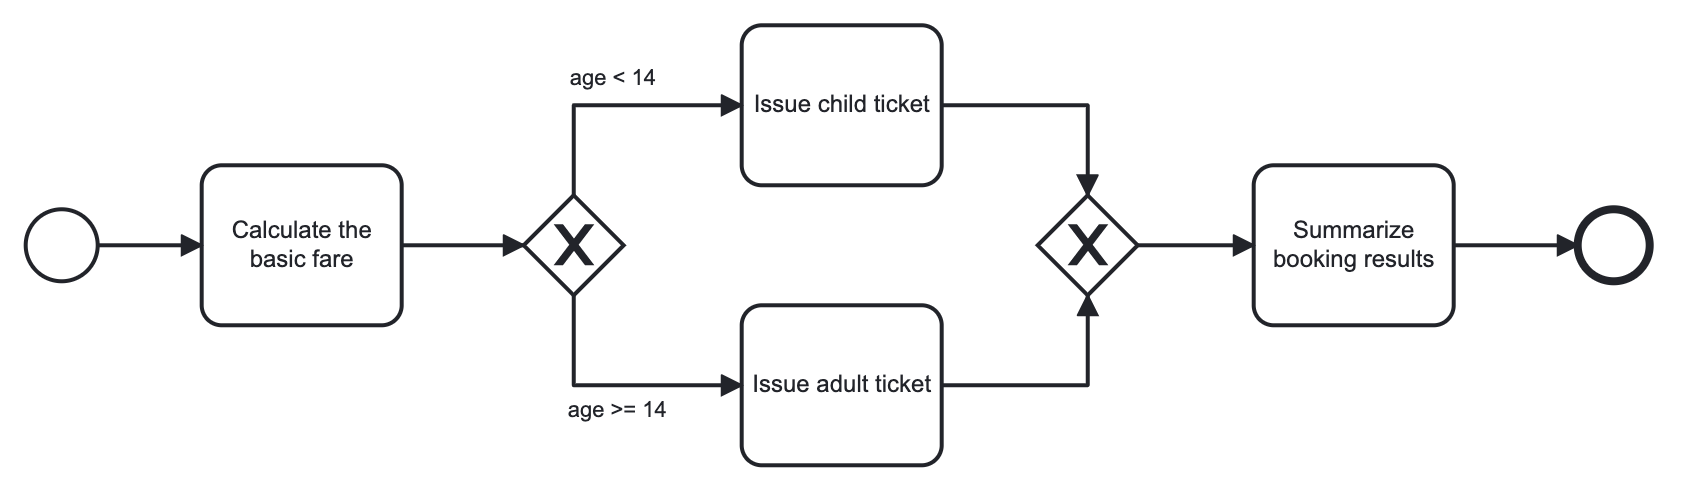 age < 14
Issue child ticket
Calculate the
basic fare
X
X
Summarize
booking results
Issue adult ticket
age >= 14